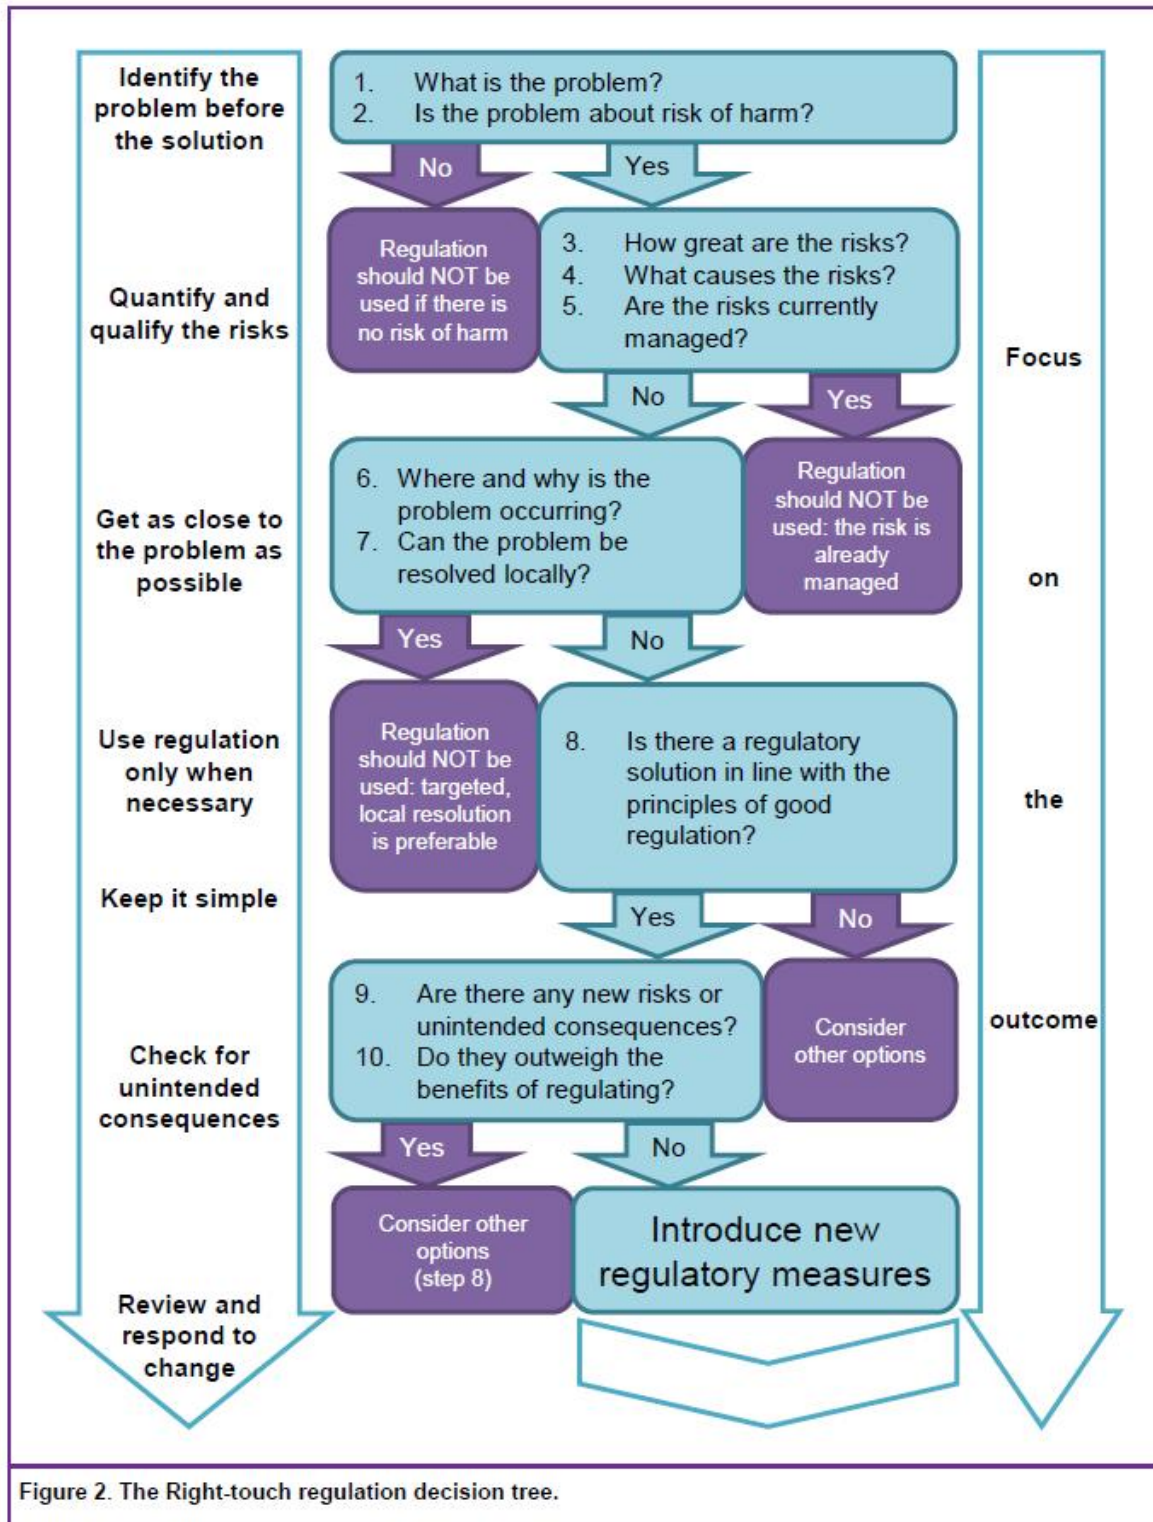 Identify the
problem before
the solution
1. What is the problem?
2. Is the problem about risk of harm?
No
Yes
Quantify and
qualify the risks
Regulation
should NOT be
used if there is
no risk of harm
3. How great are the risks?
4. What causes the risks?
5. Are the risks currently
managed?
No
Yes
Get as close to
the problem as
possible
6. Where and why is the
problem occurring?
7. Can the problem be
resolved locally?
Regulation
should NOT be
used: the risk is
already
managed
Yes
No
Use regulation
only when
necessary
Regulation
should NOT be
used: targeted,
local resolution
is preferable
8. Is there a regulatory
solution in line with the
principles of good
regulation?
Keep it simple
Yes
No
Check for
unintended
consequences
9. Are there any new risks or
unintended consequences?
10. Do they outweigh the
benefits of regulating?
Consider
other options
Yes
No
Consider other
options
(step 8)
Introduce new
regulatory measures
Review and
respond to
change
Focus
on
the
outcome
Figure 2. The Right-touch regulation decision tree.